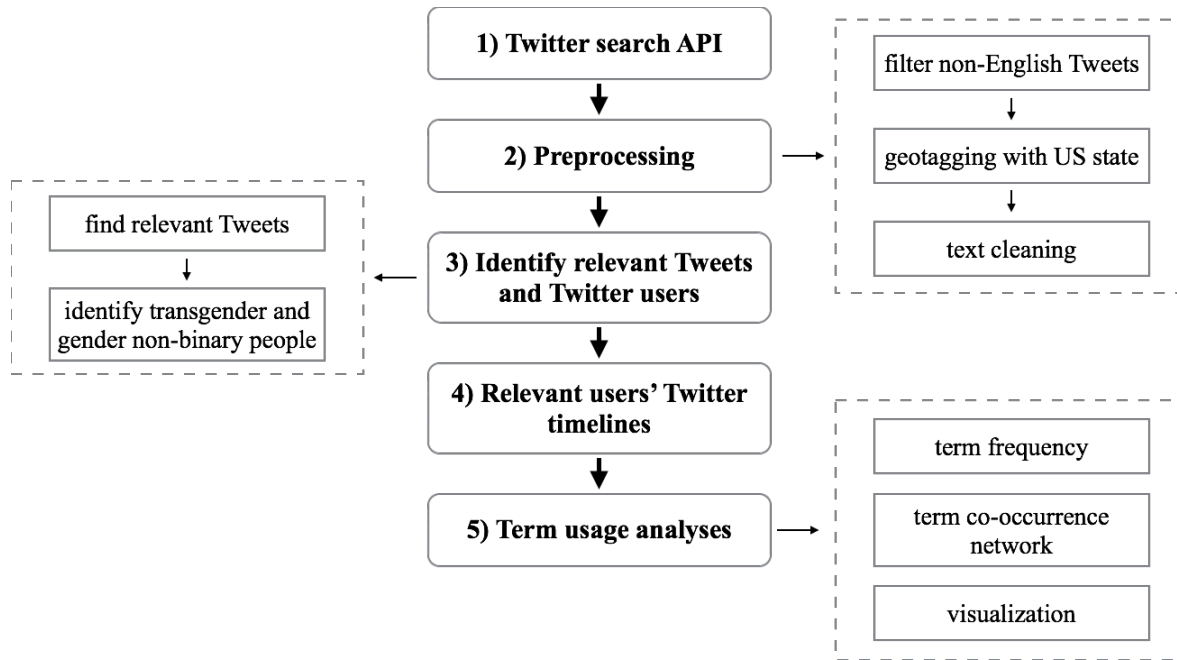 1) Twitter search API
2) Preprocessing
filter non-English Tweets
geotagging with US state
text cleaning
3) Identify relevant Tweets
and Twitter users
find relevant Tweets
identify transgender and
gender non-binary people
4) Relevant users’ Twitter
timelines
5) Term usage analyses
term frequency
term co-occurrence
network
visualization